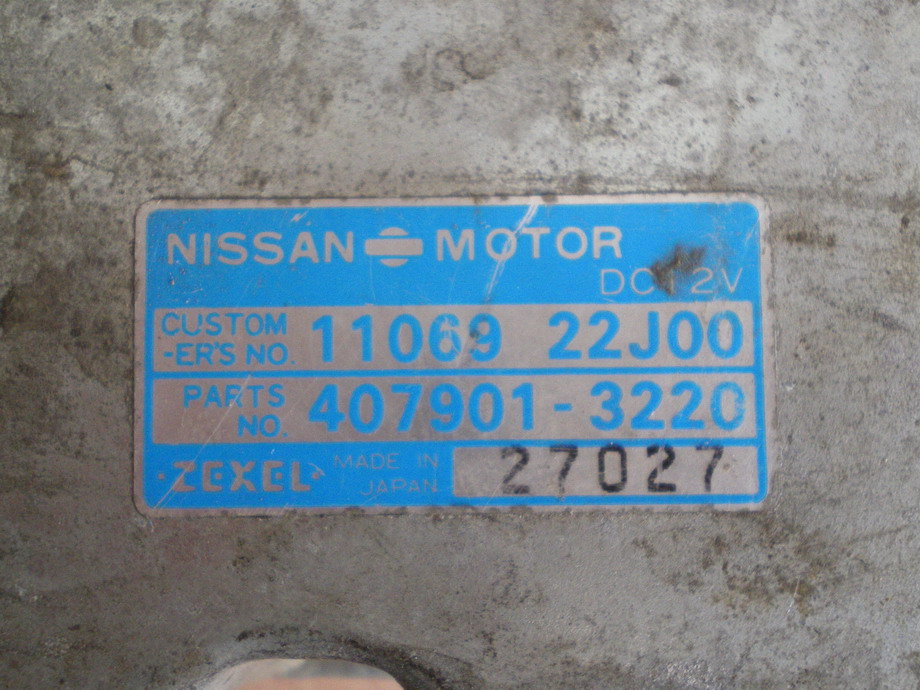 NISSAN MOTOR
DC12V
CUSTOM
-ER'S NO. 11069 22J00
PARTS
NO. 407901-3220
ZEXEL MADE IN
JAPAN 27027